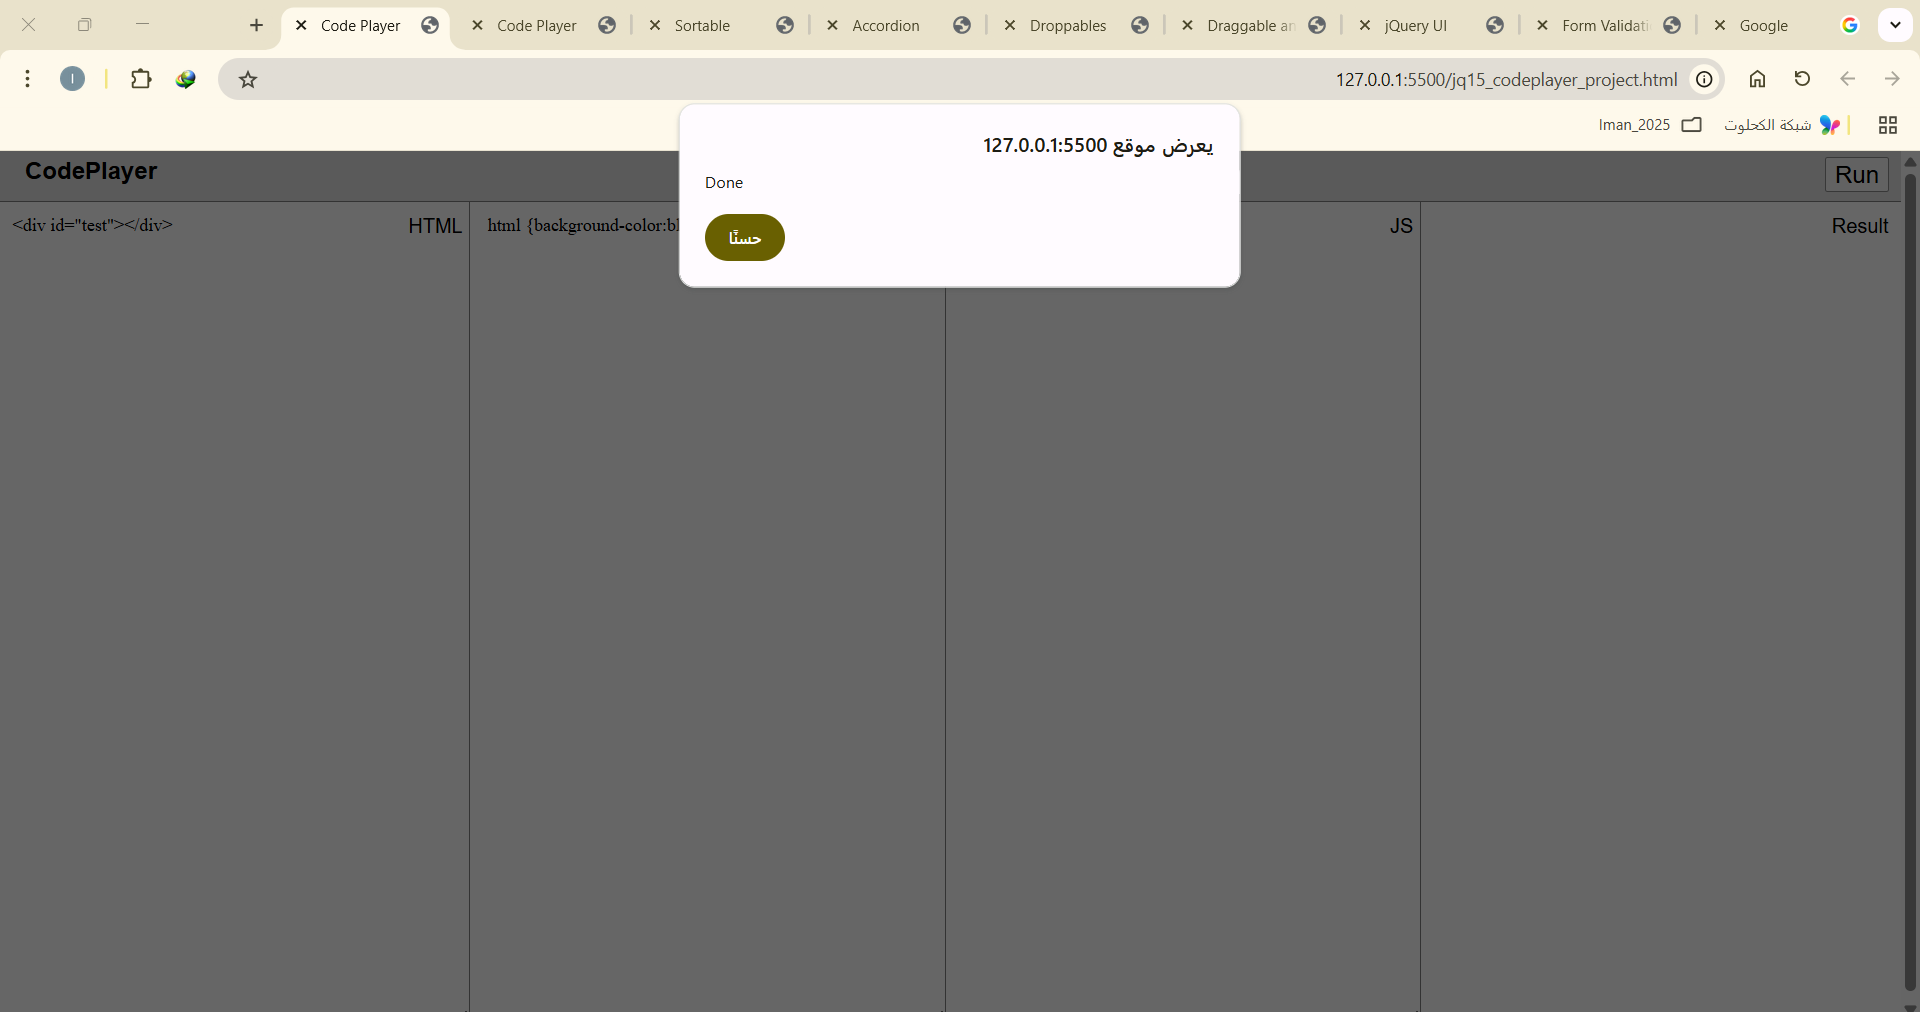 Code Player
Code Player
Sortable
Accordion
Droppables
Draggable an
jQuery UI
Form Validati
Google
I
127.0.0.1:5500/jq15_codeplayer_project.html
Iman_2025
شبكة الكحلوت
يعرض موقع 127.0.0.1:5500
Done
حسنًا
CodePlayer
Run
<div id="test"></div>
HTML
html {background-color:bl
JS
Result